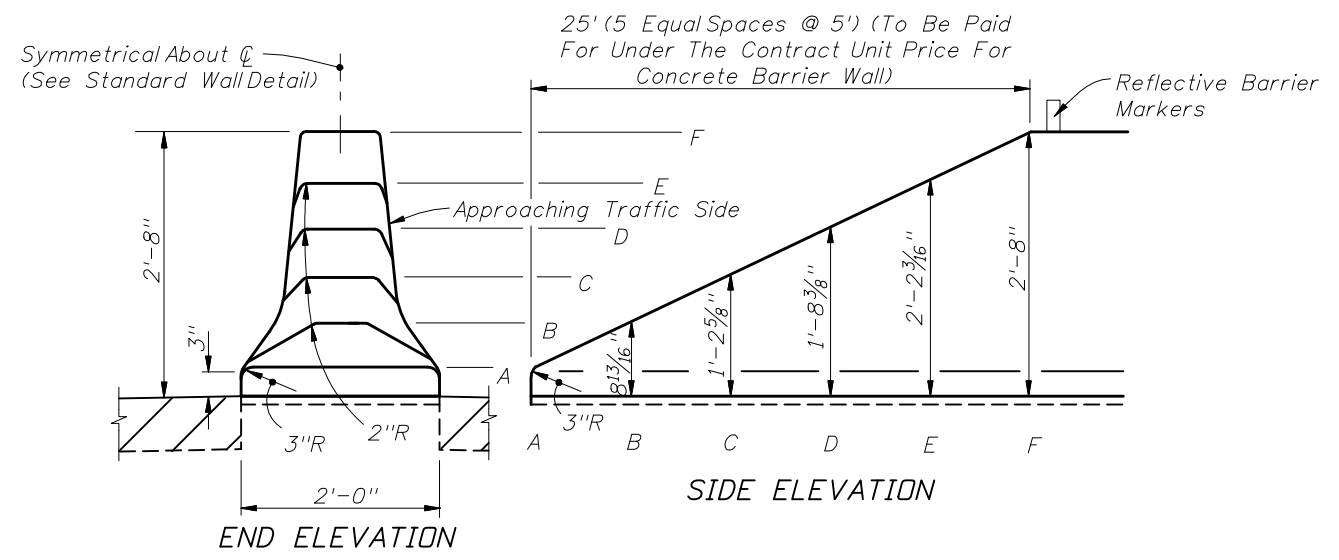 25' (5 Equal Spaces @ 5') (To Be Paid
For Under The Contract Unit Price For
Concrete Barrier Wall)
Symmetrical About ℄
(See Standard Wall Detail)
Reflective Barrier
Markers
F
E
Approaching Traffic Side
D
C
B
A
2'-8"
3"
3"R
2"R
2'-0"
END ELEVATION
8 13/16"
1'-2 5/8"
1'-8 3/8"
2'-2 3/16"
2'-8"
3"R
A B C D E F
SIDE ELEVATION